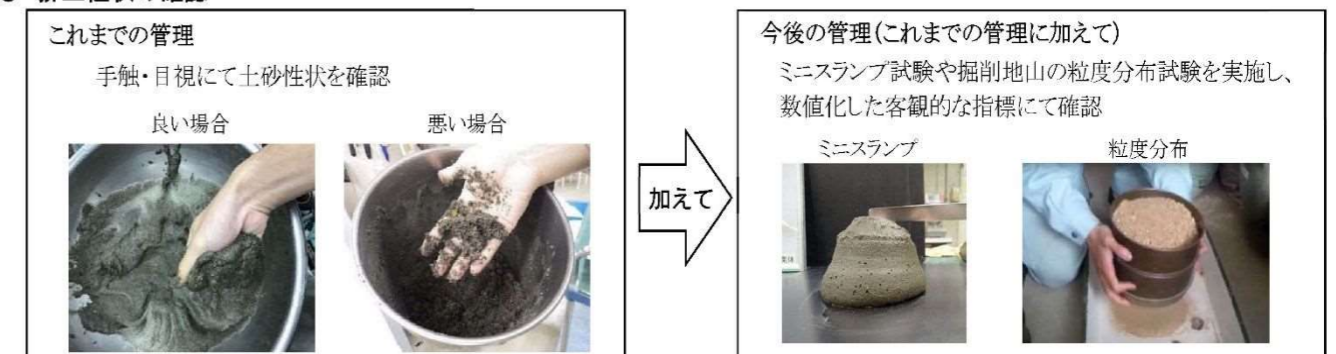 これまでの管理
手触・目視にて土砂性状を確認
良い場合
悪い場合
加えて
今後の管理(これまでの管理に加えて)
ミニスランプ試験や掘削地山の粒度分布試験を実施し、
数値化した客観的な指標にて確認
ミニスランプ
粒度分布